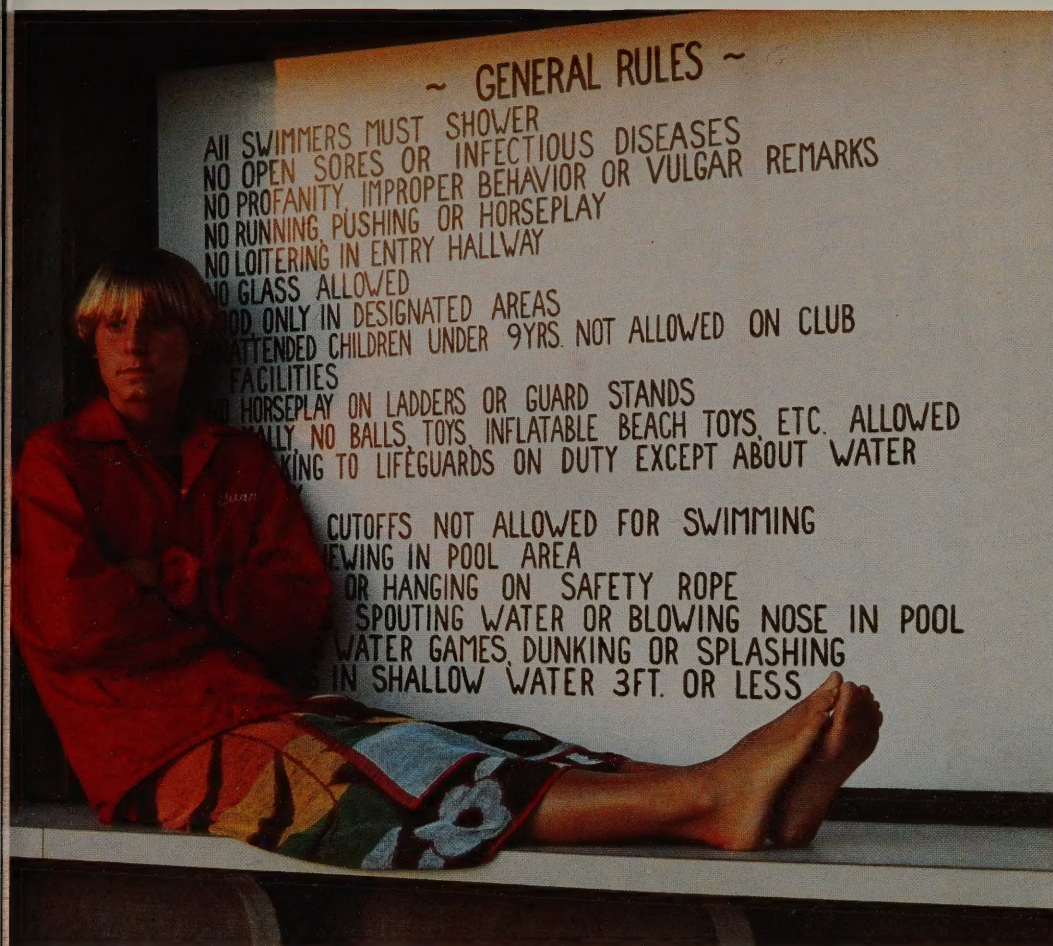 ~ GENERAL RULES ~
All SWIMMERS MUST SHOWER
NO OPEN SORES OR INFECTIOUS DISEASES
NO PROFANITY, IMPROPER BEHAVIOR OR VULGAR REMARKS
NO RUNNING, PUSHING OR HORSEPLAY
NO LOITERING IN ENTRY HALLWAY
NO GLASS ALLOWED
OOD, ONLY IN DESIGNATED AREAS
ATTENDED CHILDREN UNDER 9YRS. NOT ALLOWED ON CLUB
FACILITIES
HORSEPLAY ON LADDERS OR GUARD STANDS
ALLY, NO BALLS, TOYS, INFLATABLE BEACH TOYS, ETC. ALLOWED
KING TO LIFEGUARDS ON DUTY EXCEPT ABOUT WATER
CUTOFFS NOT ALLOWED FOR SWIMMING
EWING IN POOL AREA
OR HANGING ON SAFETY ROPE
SPOUTING WATER OR BLOWING NOSE IN POOL
WATER GAMES, DUNKING OR SPLASHING
IN SHALLOW WATER 3FT. OR LESS